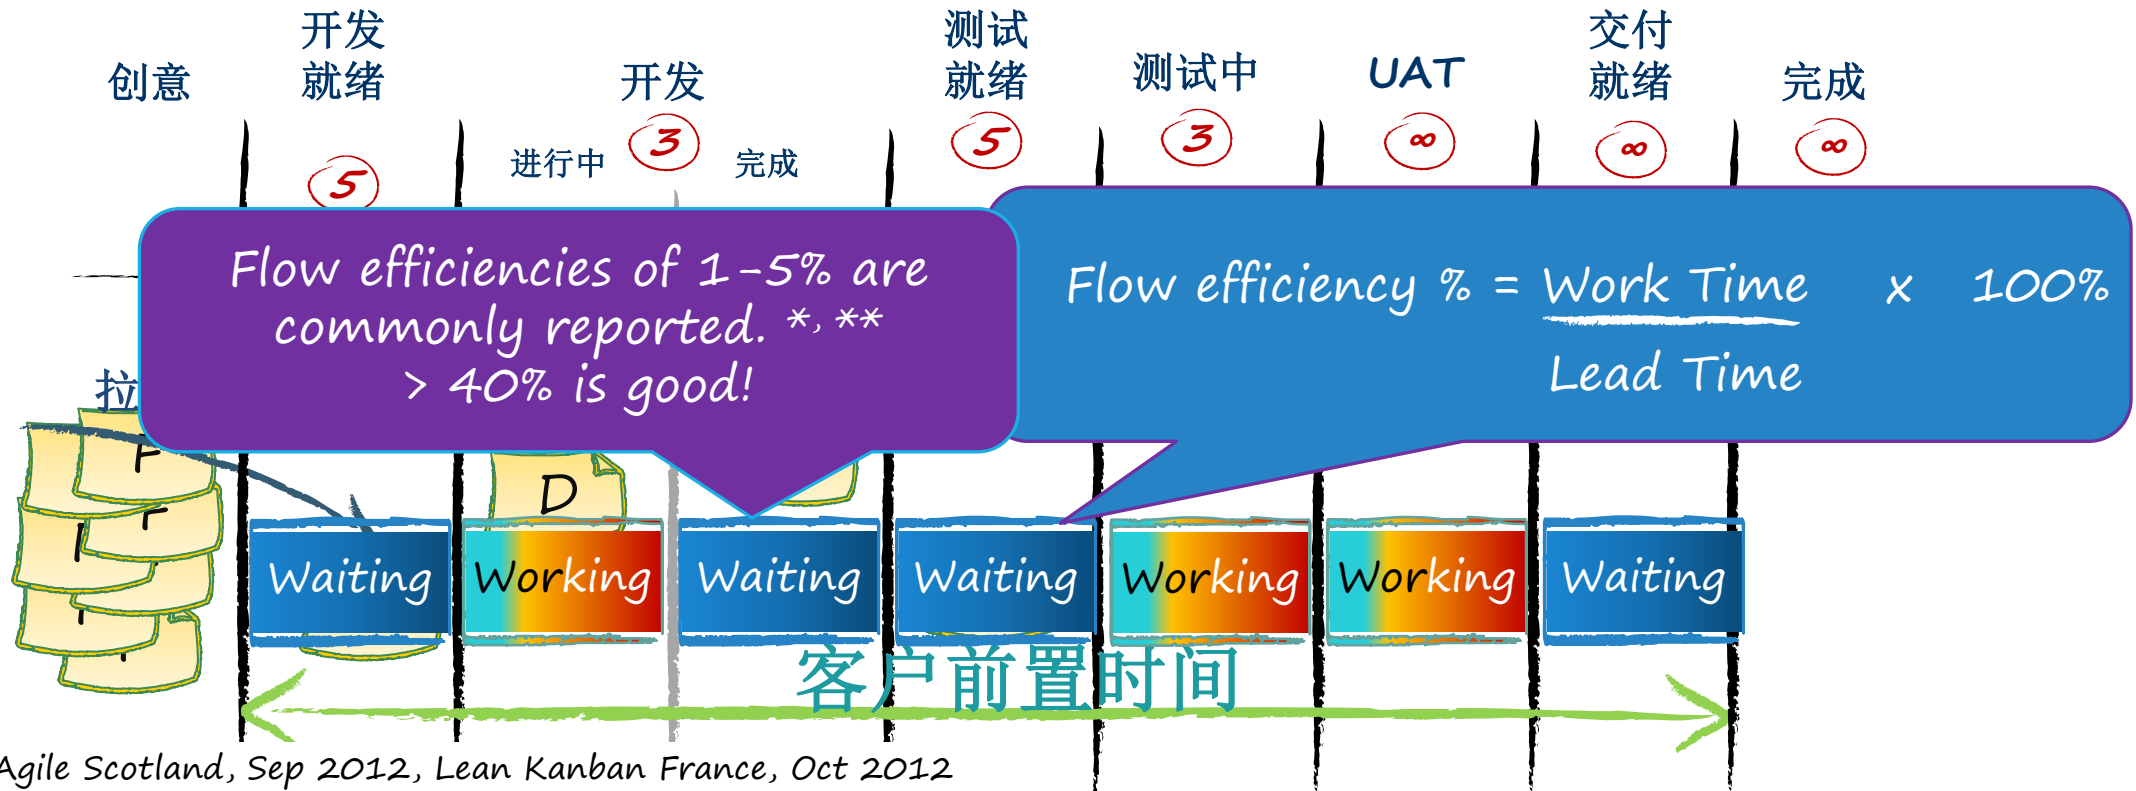 创意
开发
就绪
5
开发
3
进行中
完成
测试
就绪
5
测试中
3
UAT
∞
交付
就绪
∞
完成
∞
Flow efficiencies of 1-5% are
commonly reported. *, **
> 40% is good!
Flow efficiency % = Work Time x 100%
Lead Time
拉
F
F
D
Waiting
Working
Waiting
Waiting
Working
Working
Waiting
客户前置时间
Agile Scotland, Sep 2012, Lean Kanban France, Oct 2012